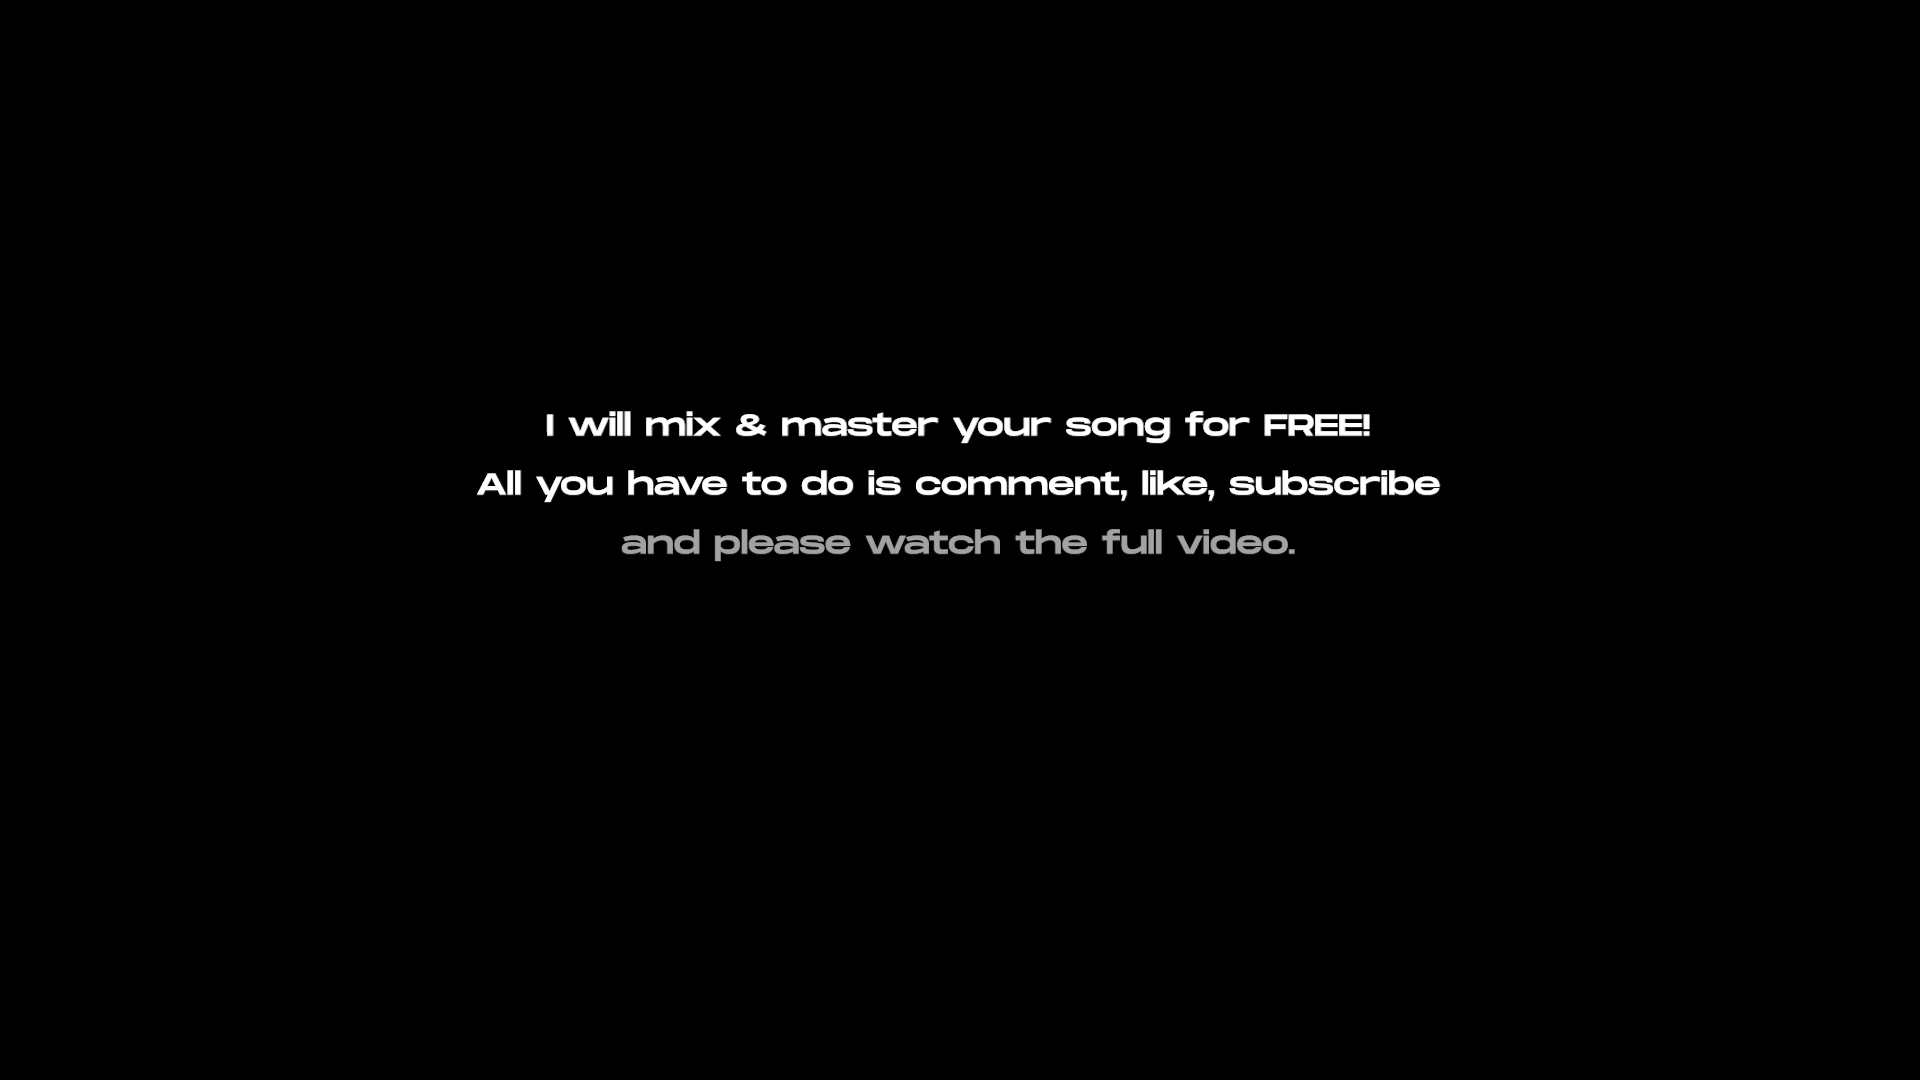 I will mix & master your song for FREE!
All you have to do is comment, like, subscribe
and please watch the full video.